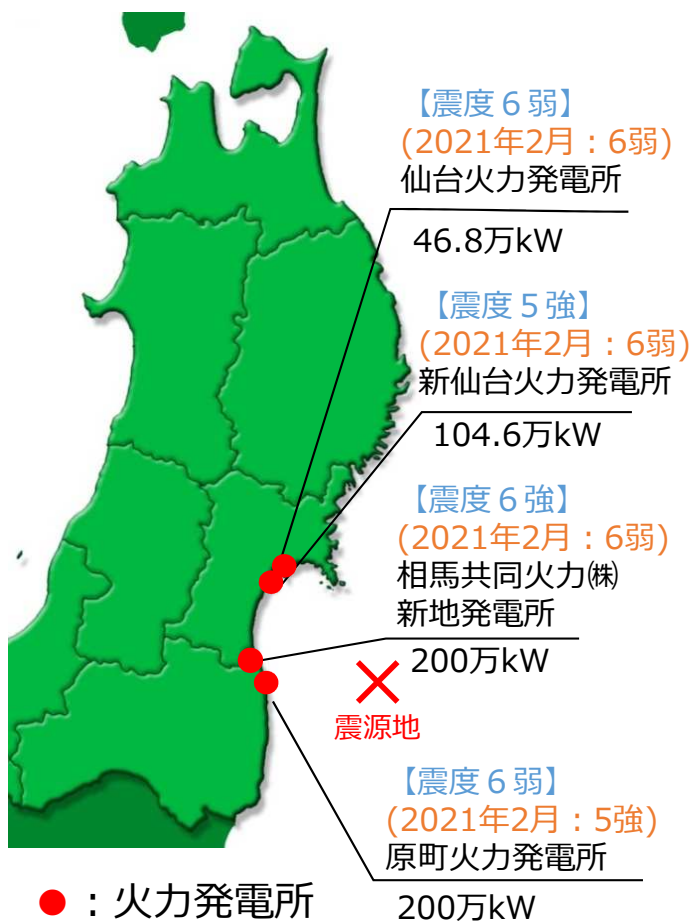 【震度６弱】
(2021年2月：6弱)
仙台火力発電所
46.8万kW
【震度５強】
(2021年2月：6弱)
新仙台火力発電所
104.6万kW
【震度６強】
(2021年2月：6弱)
相馬共同火力㈱
新地発電所
200万kW
震源地
【震度６弱】
(2021年2月：5強)
原町火力発電所
200万kW
●：火力発電所